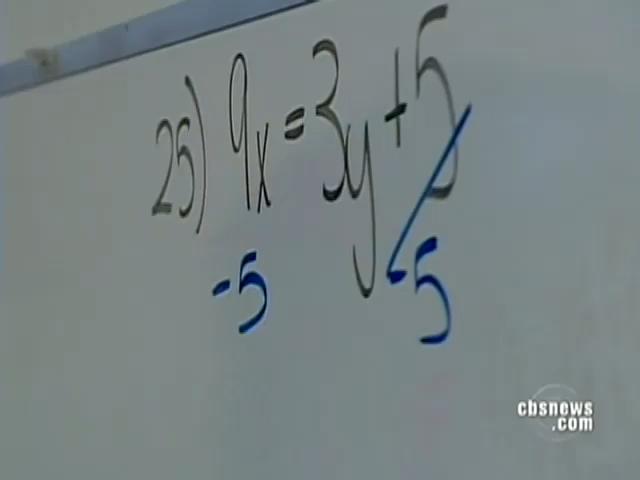 25) 9x = 3y + 5
-5 -5
cbsnews
.com